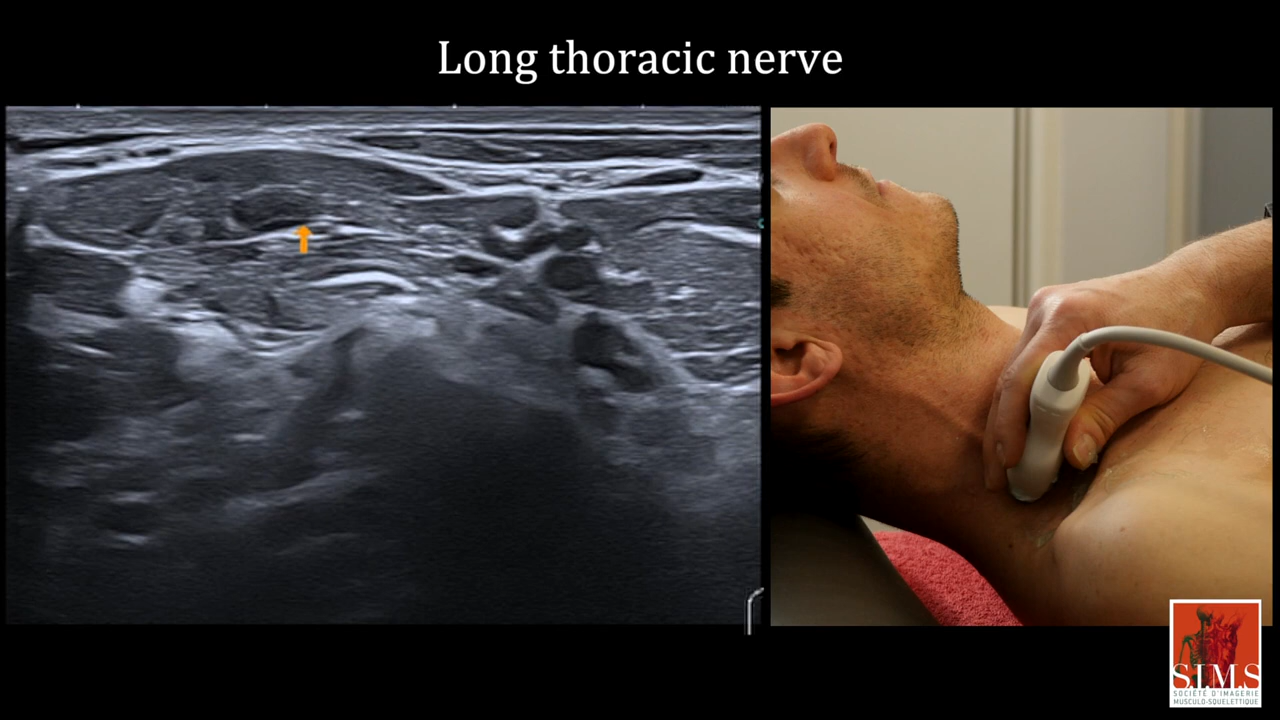 Long thoracic nerve
S.I.M.S
SOCIÉTÉ D'IMAGERIE
MUSCULO-SQUELETTIQUE